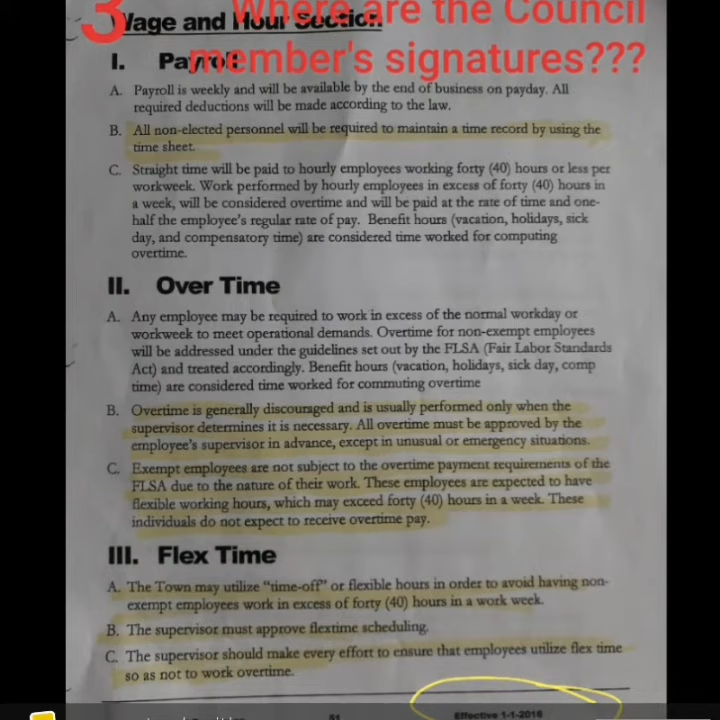 3
Where are the Council
member's signatures???
Wage and Hour Section
I. Payroll
A. Payroll is weekly and will be available by the end of business on payday. All
required deductions will be made according to the law.
B. All non-elected personnel will be required to maintain a time record by using the
time sheet.
C. Straight time will be paid to hourly employees working forty (40) hours or less per
workweek. Work performed by hourly employees in excess of forty (40) hours in
a week, will be considered overtime and will be paid at the rate of time and one-
half the employee's regular rate of pay. Benefit hours (vacation, holidays, sick
day, and compensatory time) are considered time worked for computing
overtime.
II. Over Time
A. Any employee may be required to work in excess of the normal workday or
workweek to meet operational demands. Overtime for non-exempt employees
will be addressed under the guidelines set out by the FLSA (Fair Labor Standards
Act) and treated accordingly. Benefit hours (vacation, holidays, sick day, comp
time) are considered time worked for commuting overtime
B. Overtime is generally discouraged and is usually performed only when the
supervisor determines it is necessary. All overtime must be approved by the
employee's supervisor in advance, except in unusual or emergency situations.
C. Exempt employees are not subject to the overtime payment requirements of the
FLSA due to the nature of their work. These employees are expected to have
flexible working hours, which may exceed forty (40) hours in a week. These
individuals do not expect to receive overtime pay.
III. Flex Time
A. The Town may utilize "time-off" or flexible hours in order to avoid having non-
exempt employees work in excess of forty (40) hours in a work week.
B. The supervisor must approve flextime scheduling.
C. The supervisor should make every effort to ensure that employees utilize flex time
so as not to work overtime.
51
Effective 1-1-2016